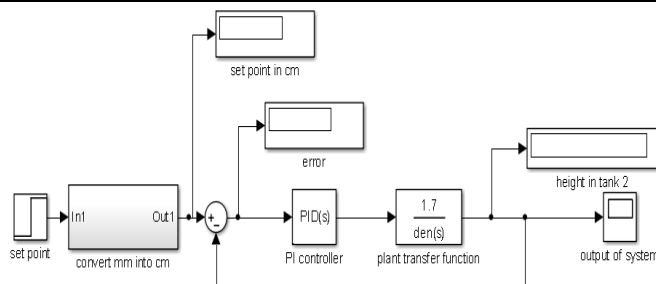 set point in cm
error
height in tank 2
set point
In1
Out1
convert mm into cm
+
−
PID(s)
PI controller
1.7
den(s)
plant transfer function
output of system